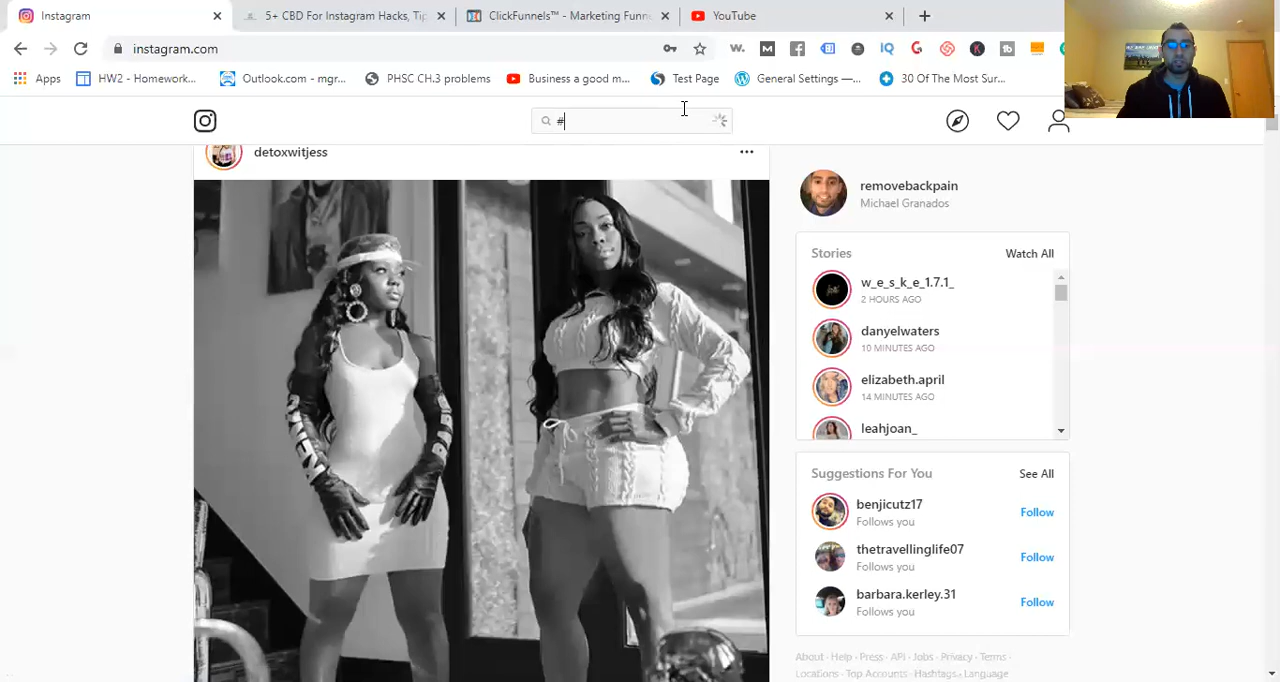 Instagram
5+ CBD For Instagram Hacks, Tip
ClickFunnels™ - Marketing Funn
YouTube
instagram.com
Apps
HW2 - Homework...
Outlook.com - mgr...
PHSC CH.3 problems
Business a good m...
Test Page
General Settings —...
30 Of The Most Sur...
#
detoxwitjess
removebackpain
Michael Granados
Stories
Watch All
w_e_s_k_e_1.7.1_
2 HOURS AGO
danyelwaters
10 MINUTES AGO
elizabeth.april
14 MINUTES AGO
leahjoan_
Suggestions For You
See All
benjicutz17
Follows you
Follow
thetravellinglife07
Follows you
Follow
barbara.kerley.31
Follows you
Follow
About · Help · Press · API · Jobs · Privacy · Terms ·
Locations · Top Accounts · Hashtags · Language